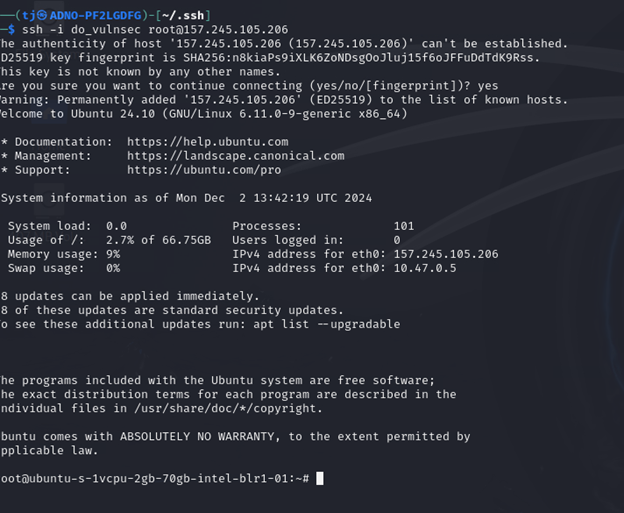 ──(tj㉿ADNO-PF2LGDFG)-[~/.ssh]
─$ ssh -i do_vulnsec root@157.245.105.206
he authenticity of host '157.245.105.206 (157.245.105.206)' can't be established.
D25519 key fingerprint is SHA256:n8kiaPs9iXLK6ZoNDsgOoJluj15f6oJFFuDdTdK9Rss.
his key is not known by any other names.
re you sure you want to continue connecting (yes/no/[fingerprint])? yes
arning: Permanently added '157.245.105.206' (ED25519) to the list of known hosts.
elcome to Ubuntu 24.10 (GNU/Linux 6.11.0-9-generic x86_64)
* Documentation:  https://help.ubuntu.com
* Management:     https://landscape.canonical.com
* Support:        https://ubuntu.com/pro
System information as of Mon Dec  2 13:42:19 UTC 2024
System load:  0.0               Processes:             101
Usage of /:   2.7% of 66.75GB   Users logged in:       0
Memory usage: 9%                IPv4 address for eth0: 157.245.105.206
Swap usage:   0%                IPv4 address for eth0: 10.47.0.5
8 updates can be applied immediately.
8 of these updates are standard security updates.
o see these additional updates run: apt list --upgradable
he programs included with the Ubuntu system are free software;
he exact distribution terms for each program are described in the
ndividual files in /usr/share/doc/*/copyright.
buntu comes with ABSOLUTELY NO WARRANTY, to the extent permitted by
pplicable law.
oot@ubuntu-s-1vcpu-2gb-70gb-intel-blr1-01:~#